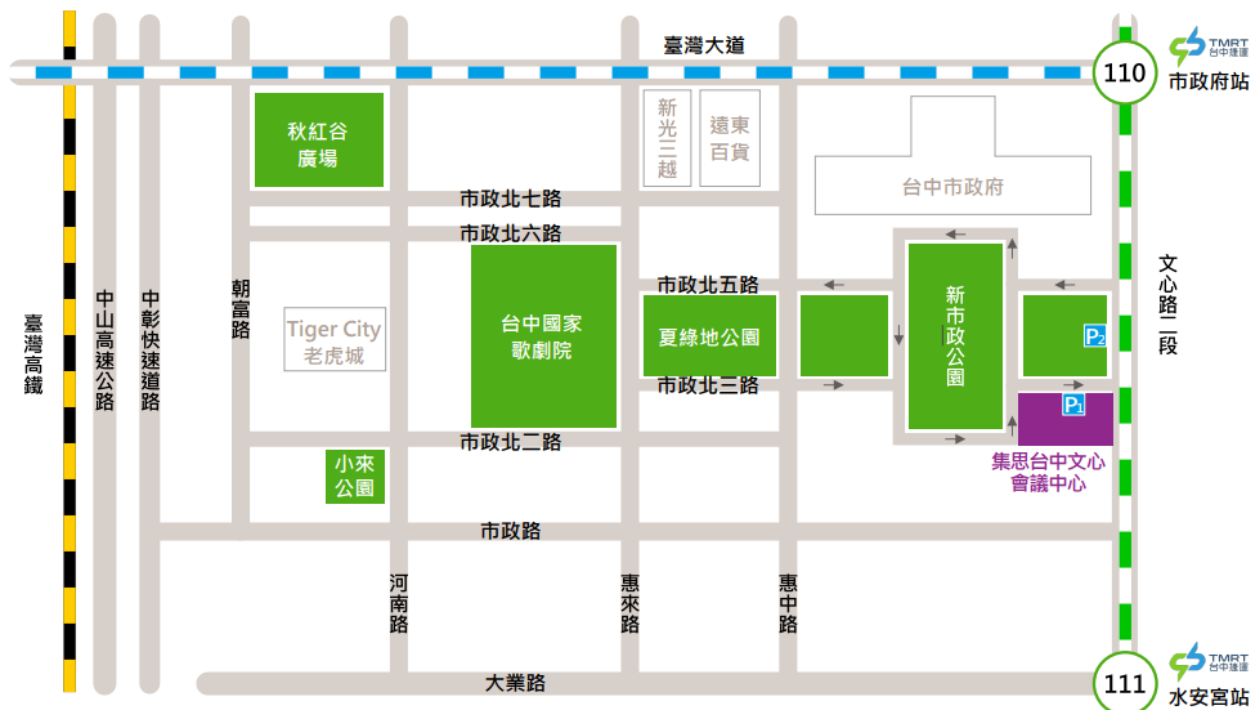 臺灣大道
110
TMRT
台中捷運
市政府站
秋紅谷
廣場
新光三越
遠東
百貨
台中市政府
市政北七路
市政北六路
市政北五路
文心路二段
臺灣高鐵
中山高速公路
中彰快速道路
朝富路
Tiger City
老虎城
台中國家
歌劇院
夏綠地公園
新市政公園
P2
市政北三路
P1
市政北二路
小來
公園
集思台中文心
會議中心
市政路
河南路
惠來路
惠中路
大業路
111
TMRT
台中捷運
水安宮站